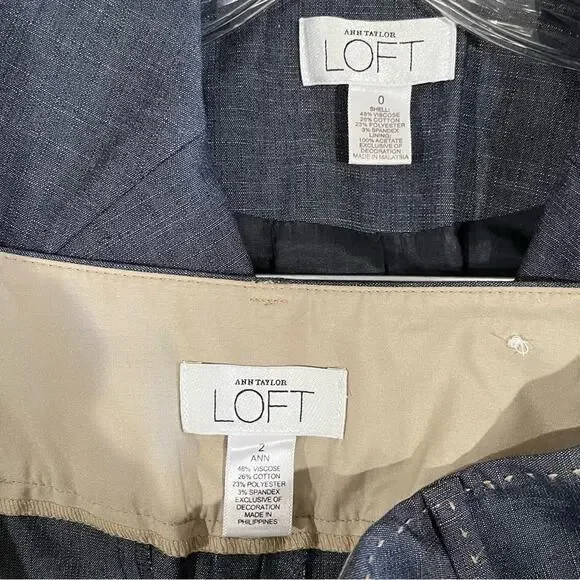 ANN TAYLOR
LOFT
0
SHELL:
48% VISCOSE
26% COTTON
23% POLYESTER
3% SPANDEX
LINING:
100% ACETATE
EXCLUSIVE OF
DECORATION
MADE IN MALAYSIA
ANN TAYLOR
LOFT
2
ANN
48% VISCOSE
26% COTTON
23% POLYESTER
3% SPANDEX
EXCLUSIVE OF
DECORATION
MADE IN
PHILIPPINES